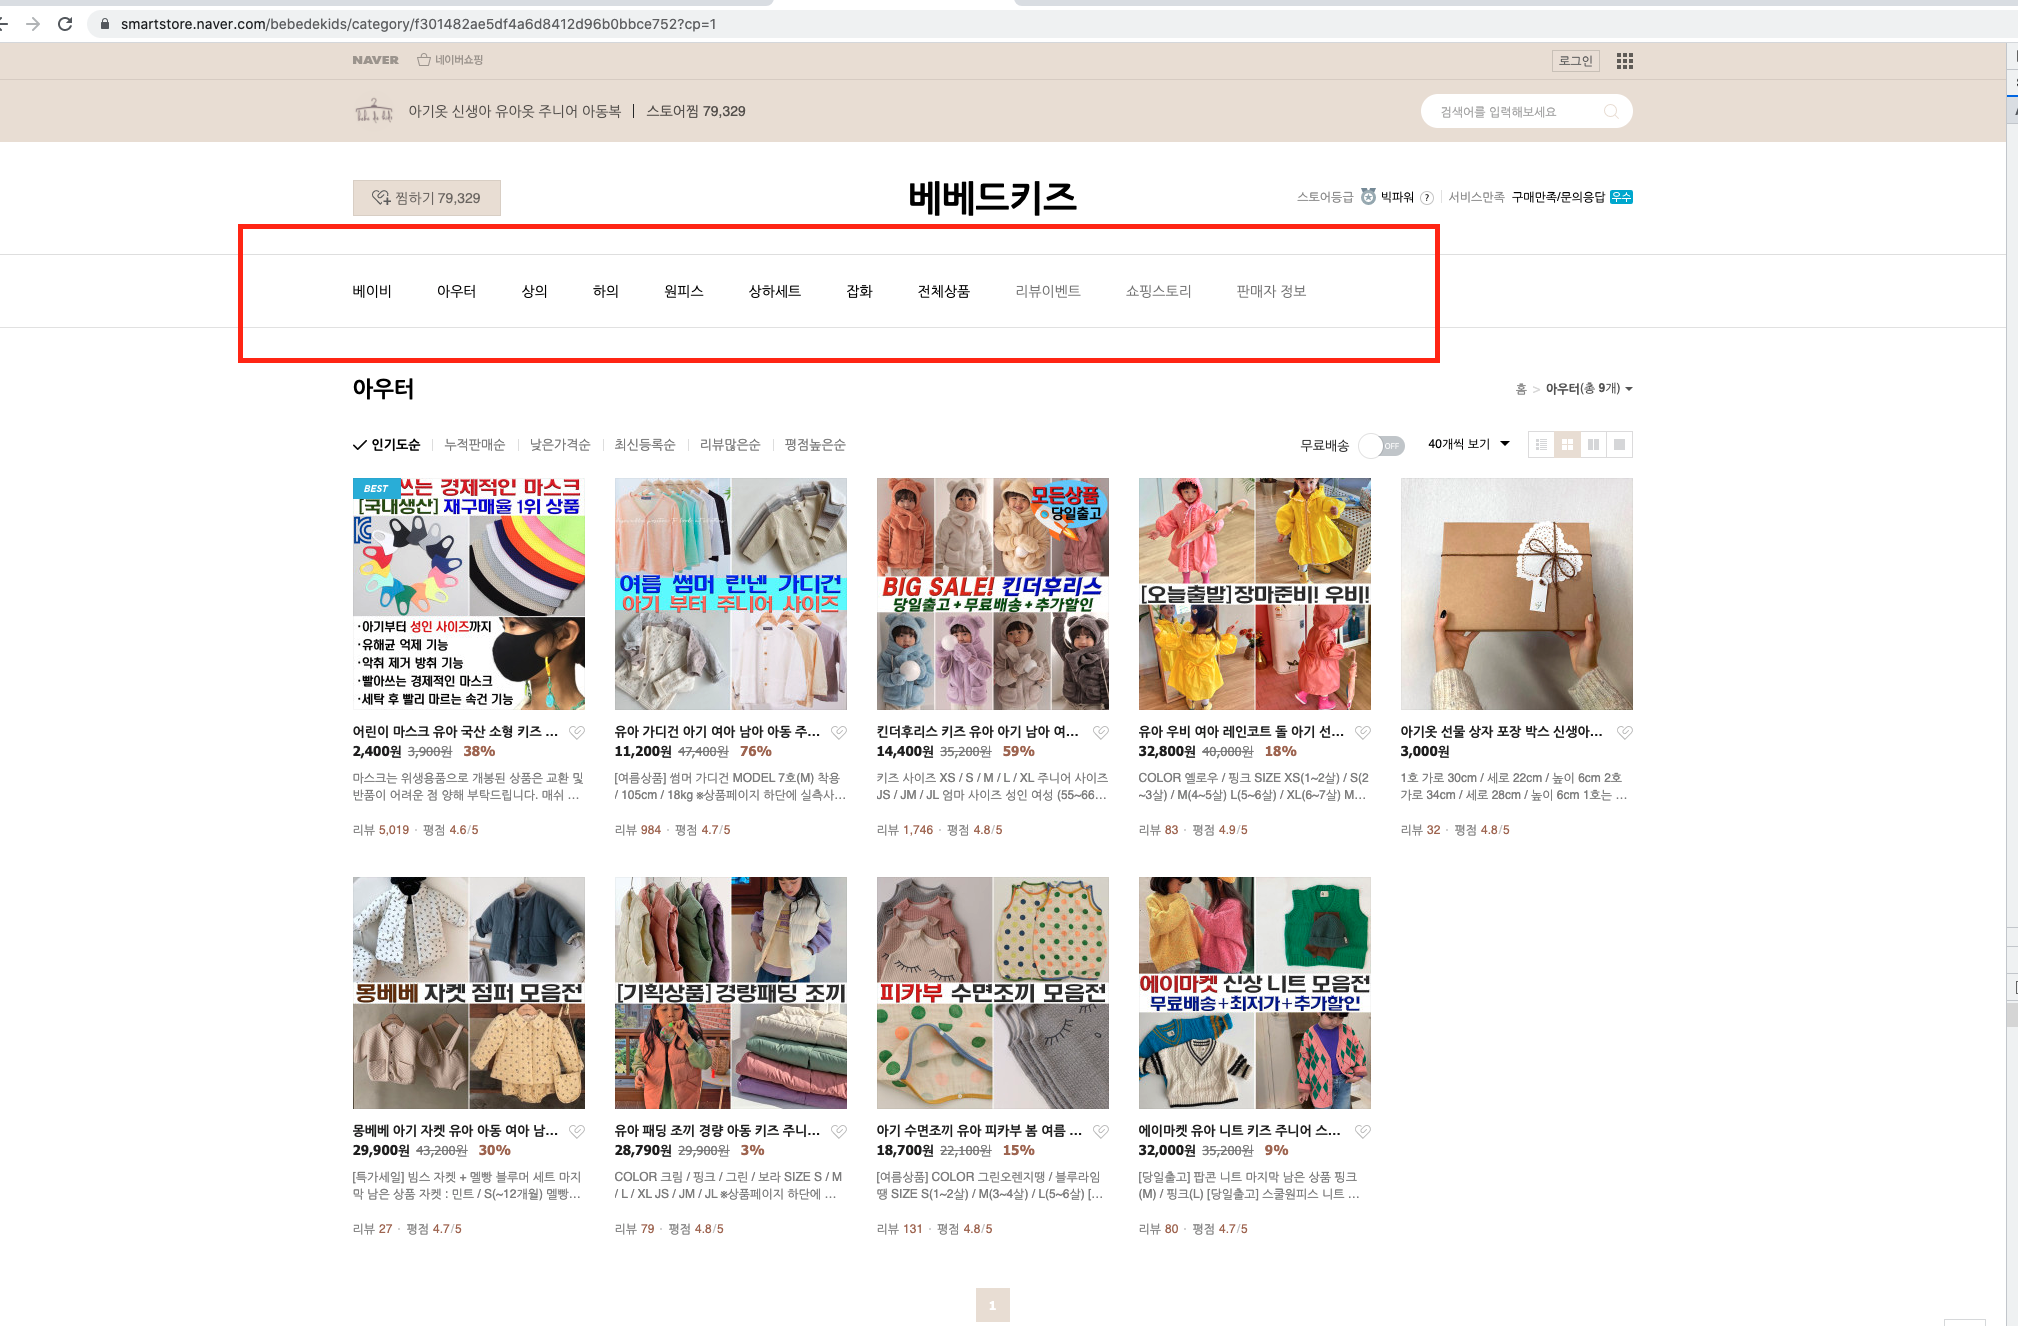 smartstore.naver.com/bebedekids/category/f301482ae5df4a6d8412d96b0bbce752?cp=1
NAVER 네이버쇼핑 로그인
아기옷 신생아 유아옷 주니어 아동복 | 스토어찜 79,329 검색어를 입력해보세요
찜하기 79,329
베베드키즈
스토어등급 빅파워 ? 서비스만족 구매만족/문의응답 우수
베이비 아우터 상의 하의 원피스 상하세트 잡화 전체상품 리뷰이벤트 쇼핑스토리 판매자 정보
아우터
홈 > 아우터(총 9개)
인기도순 누적판매순 낮은가격순 최신등록순 리뷰많은순 평점높은순
무료배송 OFF 40개씩 보기
BEST
쓰는 경제적인 마스크
[국내생산] 재구매율 1위 상품
·아기부터 성인 사이즈까지
·유해균 억제 기능
·악취 제거 방취 기능
·빨아쓰는 경제적인 마스크
·세탁 후 빨리 마르는 속건 기능
여름 썸머 린넨 가디건
아기 부터 주니어 사이즈
모든상품
당일출고
BIG SALE! 킨더후리스
당일출고+무료배송+추가할인
[오늘출발]장마준비! 우비!
어린이 마스크 유아 국산 소형 키즈 ...
2,400원 3,900원 38%
마스크는 위생용품으로 개봉된 상품은 교환 및
반품이 어려운 점 양해 부탁드립니다. 매쉬 ...
리뷰 5,019 · 평점 4.6/5
유아 가디건 아기 여아 남아 아동 주...
11,200원 47,400원 76%
[여름상품] 썸머 가디건 MODEL 7호(M) 착용
/ 105cm / 18kg ※상품페이지 하단에 실측사...
리뷰 984 · 평점 4.7/5
킨더후리스 키즈 유아 아기 남아 여...
14,400원 35,200원 59%
키즈 사이즈 XS / S / M / L / XL 주니어 사이즈
JS / JM / JL 엄마 사이즈 성인 여성 (55~66...
리뷰 1,746 · 평점 4.8/5
유아 우비 여아 레인코트 돌 아기 선...
32,800원 40,000원 18%
COLOR 옐로우 / 핑크 SIZE XS(1~2살) / S(2
~3살) / M(4~5살) L(5~6살) / XL(6~7살) M...
리뷰 83 · 평점 4.9/5
아기옷 선물 상자 포장 박스 신생아...
3,000원
1호 가로 30cm / 세로 22cm / 높이 6cm 2호
가로 34cm / 세로 28cm / 높이 6cm 1호는 ...
리뷰 32 · 평점 4.8/5
몽베베 자켓 점퍼 모음전
[기획상품] 경량패딩 조끼
피카부 수면조끼 모음전
에이마켓 신상 니트 모음전
무료배송+최저가+추가할인
몽베베 아기 자켓 유아 아동 여아 남...
29,900원 43,200원 30%
[특가세일] 빔스 자켓 + 멜빵 블루머 세트 마지
막 남은 상품 자켓 : 민트 / S(~12개월) 멜빵...
리뷰 27 · 평점 4.7/5
유아 패딩 조끼 경량 아동 키즈 주니...
28,790원 29,900원 3%
COLOR 크림 / 핑크 / 그린 / 보라 SIZE S / M
/ L / XL JS / JM / JL ※상품페이지 하단에 ...
리뷰 79 · 평점 4.8/5
아기 수면조끼 유아 피카부 봄 여름 ...
18,700원 22,100원 15%
[여름상품] COLOR 그린오렌지땡 / 블루라임
땡 SIZE S(1~2살) / M(3~4살) / L(5~6살) [...
리뷰 131 · 평점 4.8/5
에이마켓 유아 니트 키즈 주니어 스...
32,000원 35,200원 9%
[당일출고] 팝콘 니트 마지막 남은 상품 핑크
(M) / 핑크(L) [당일출고] 스쿨원피스 니트 ...
리뷰 80 · 평점 4.7/5
1